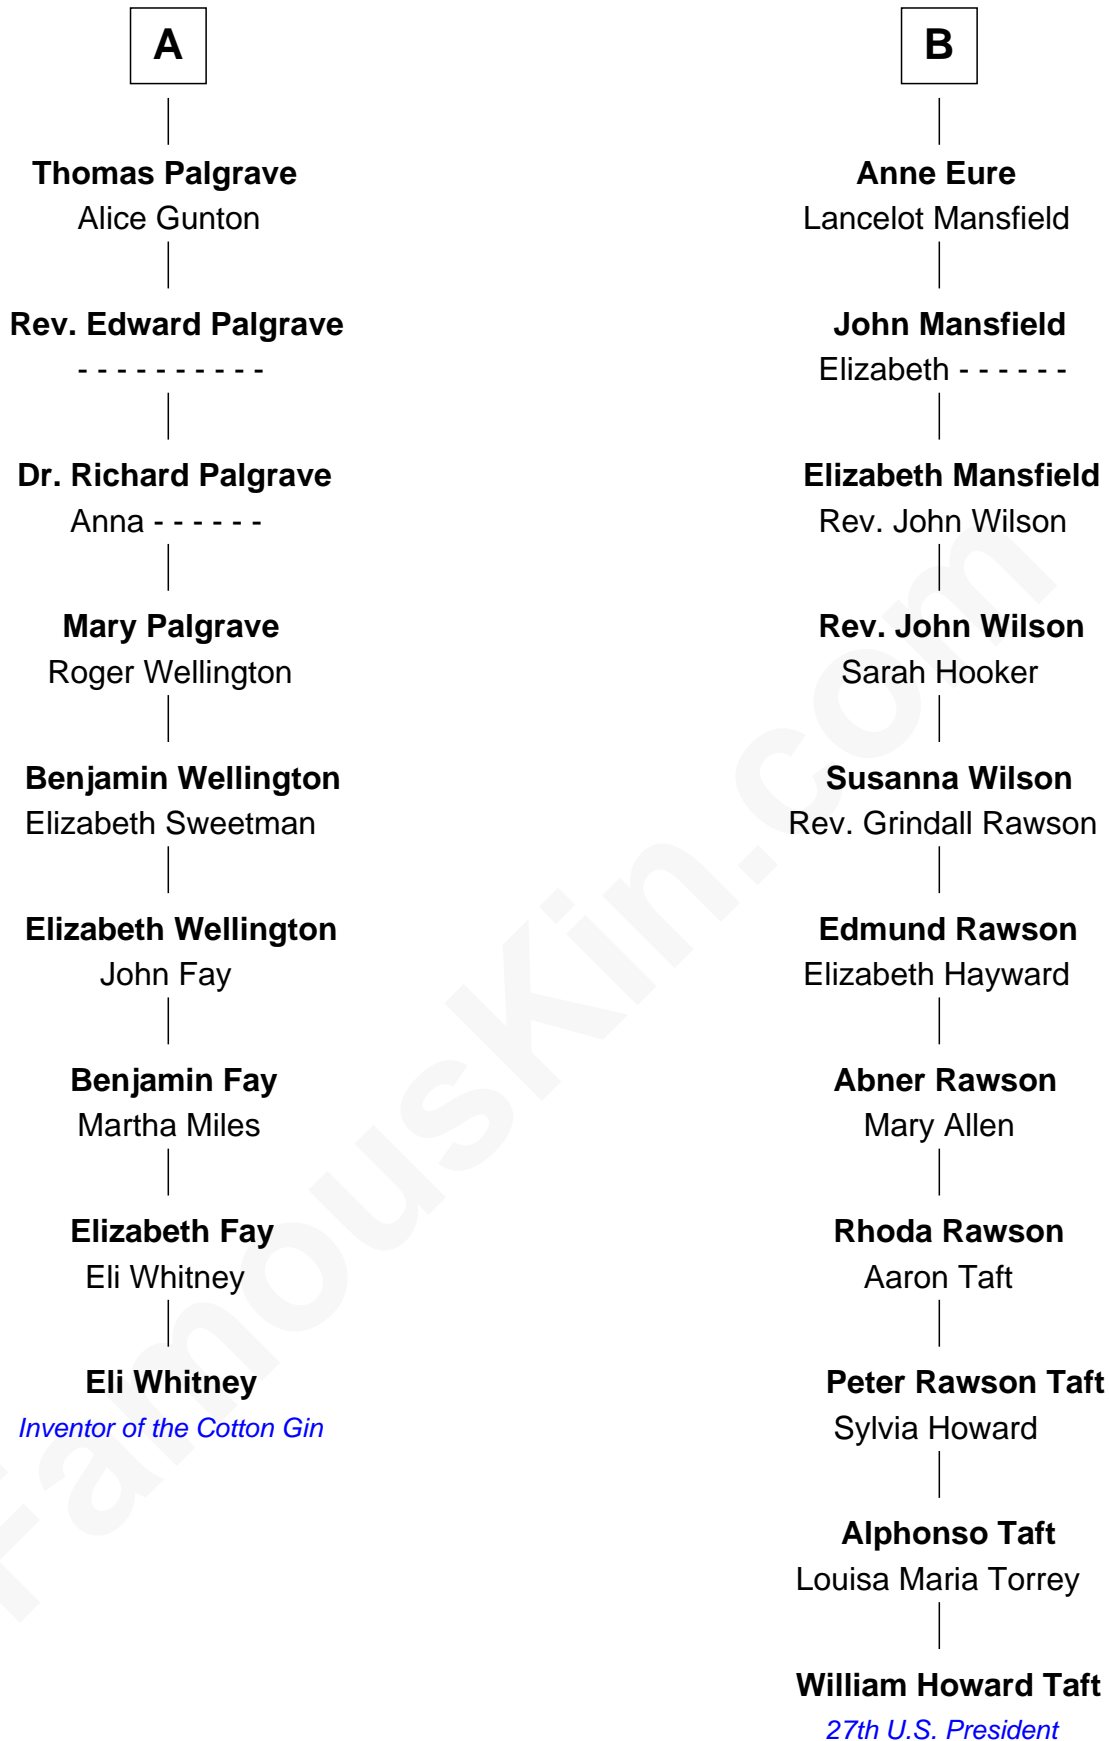 A
Thomas Palgrave
Alice Gunton
Rev. Edward Palgrave
- - - - - - - - - -
Dr. Richard Palgrave
Anna - - - - - -
Mary Palgrave
Roger Wellington
Benjamin Wellington
Elizabeth Sweetman
Elizabeth Wellington
John Fay
Benjamin Fay
Martha Miles
Elizabeth Fay
Eli Whitney
Eli Whitney
Inventor of the Cotton Gin
B
Anne Eure
Lancelot Mansfield
John Mansfield
Elizabeth - - - - - -
Elizabeth Mansfield
Rev. John Wilson
Rev. John Wilson
Sarah Hooker
Susanna Wilson
Rev. Grindall Rawson
Edmund Rawson
Elizabeth Hayward
Abner Rawson
Mary Allen
Rhoda Rawson
Aaron Taft
Peter Rawson Taft
Sylvia Howard
Alphonso Taft
Louisa Maria Torrey
William Howard Taft
27th U.S. President
FamousKin.com